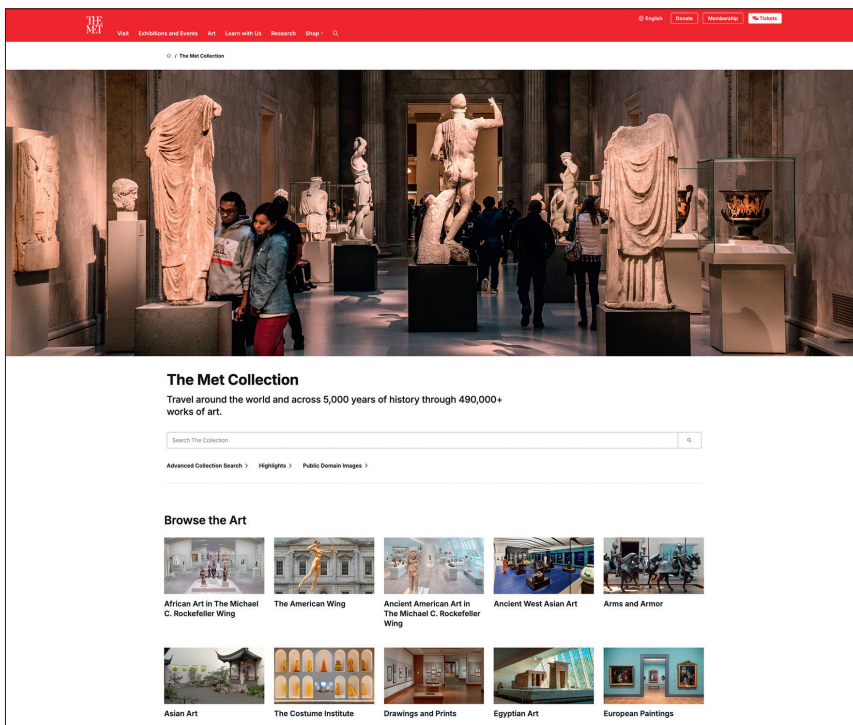 THE
MET
English Donate Membership Tickets
Visit Exhibitions and Events Art Learn with Us Research Shop
/ The Met Collection
The Met Collection
Travel around the world and across 5,000 years of history through 490,000+
works of art.
Search The Collection
Advanced Collection Search > Highlights > Public Domain Images >
Browse the Art
African Art in The Michael
C. Rockefeller Wing
The American Wing
Ancient American Art in
The Michael C. Rockefeller
Wing
Ancient West Asian Art
Arms and Armor
Asian Art
The Costume Institute
Drawings and Prints
Egyptian Art
European Paintings